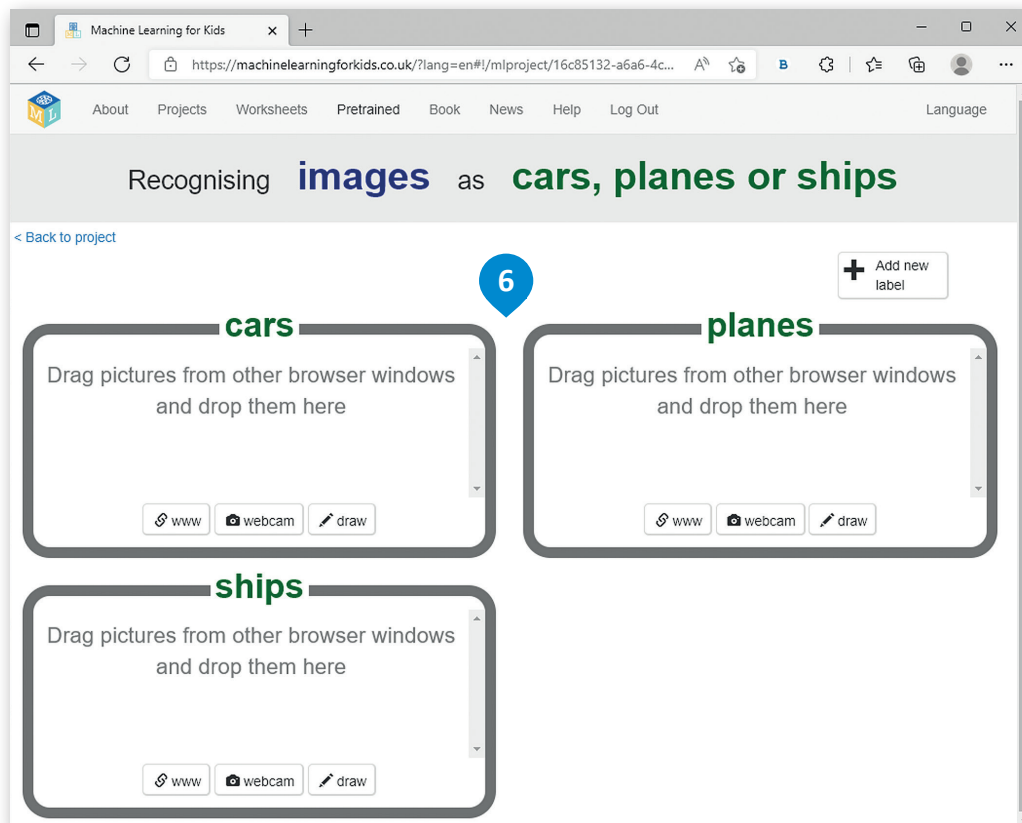 Machine Learning for Kids
https://machinelearningforkids.co.uk/?lang=en#!/mlproject/16c85132-a6a6-4c...
B
ML
About Projects Worksheets Pretrained Book News Help Log Out Language
Recognising images as cars, planes or ships
< Back to project
6
Add new
label
cars
Drag pictures from other browser windows
and drop them here
www webcam draw
planes
Drag pictures from other browser windows
and drop them here
www webcam draw
ships
Drag pictures from other browser windows
and drop them here
www webcam draw